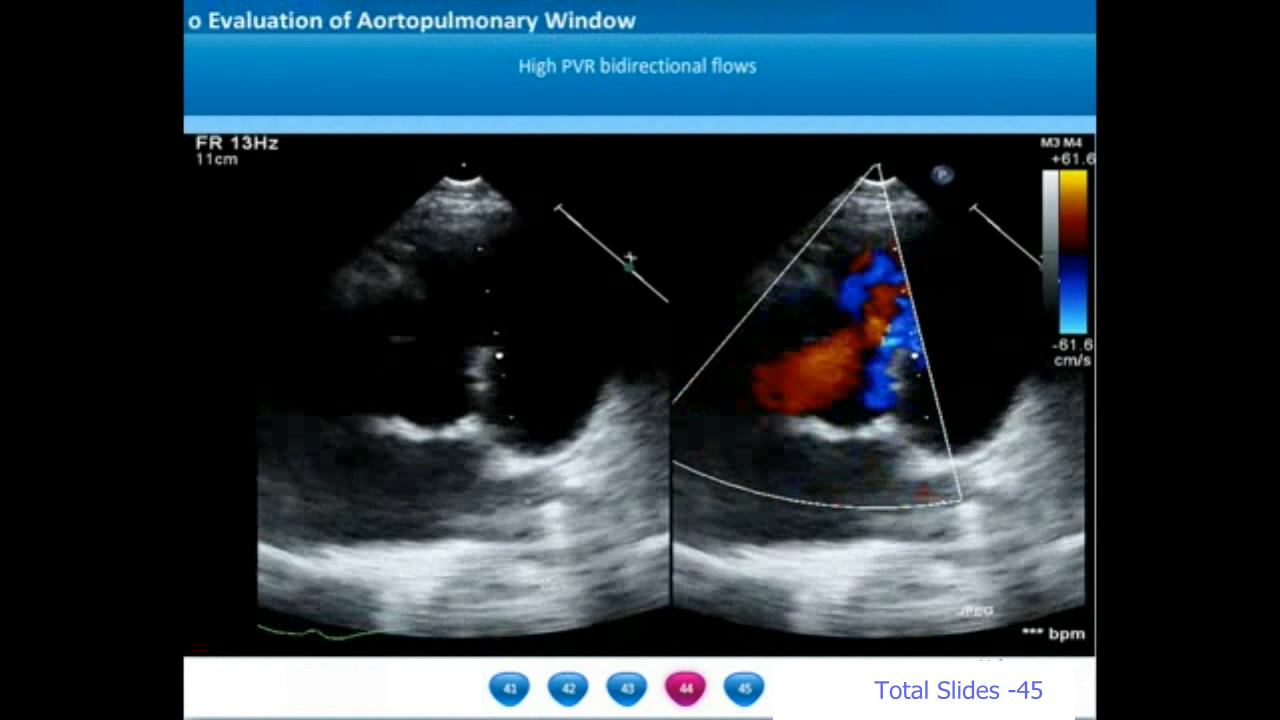 o Evaluation of Aortopulmonary Window
High PVR bidirectional flows
FR 13Hz
11cm
M3 M4
+61.6
P
-61.6
cm/s
JPEG
*** bpm
41 42 43 44 45
Total Slides -45